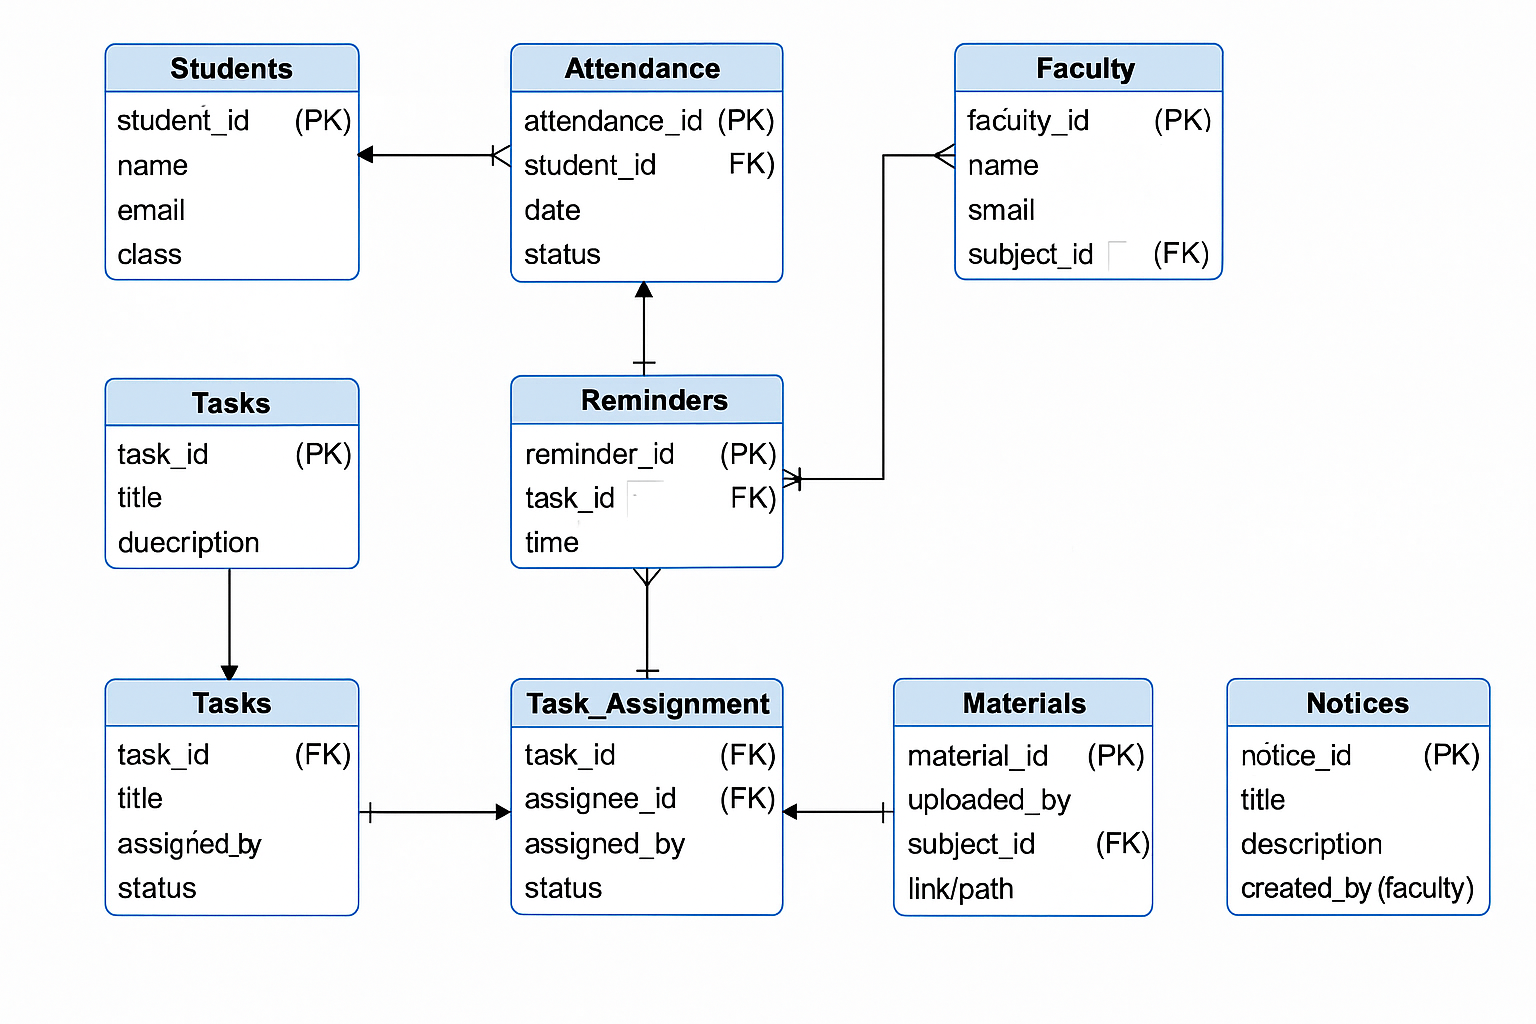 Students
student_id (PK)
name
email
class
Attendance
attendance_id (PK)
student_id FK)
date
status
Faculty
facuity_id (PK)
name
smail
subject_id (FK)
Tasks
task_id (PK)
title
duecription
Reminders
reminder_id (PK)
task_id FK)
time
Tasks
task_id (FK)
title
assigned_by
status
Task_Assignment
task_id (FK)
assignee_id (FK)
assigned_by
status
Materials
material_id (PK)
uploaded_by
subject_id (FK)
link/path
Notices
notice_id (PK)
title
description
created_by (faculty)